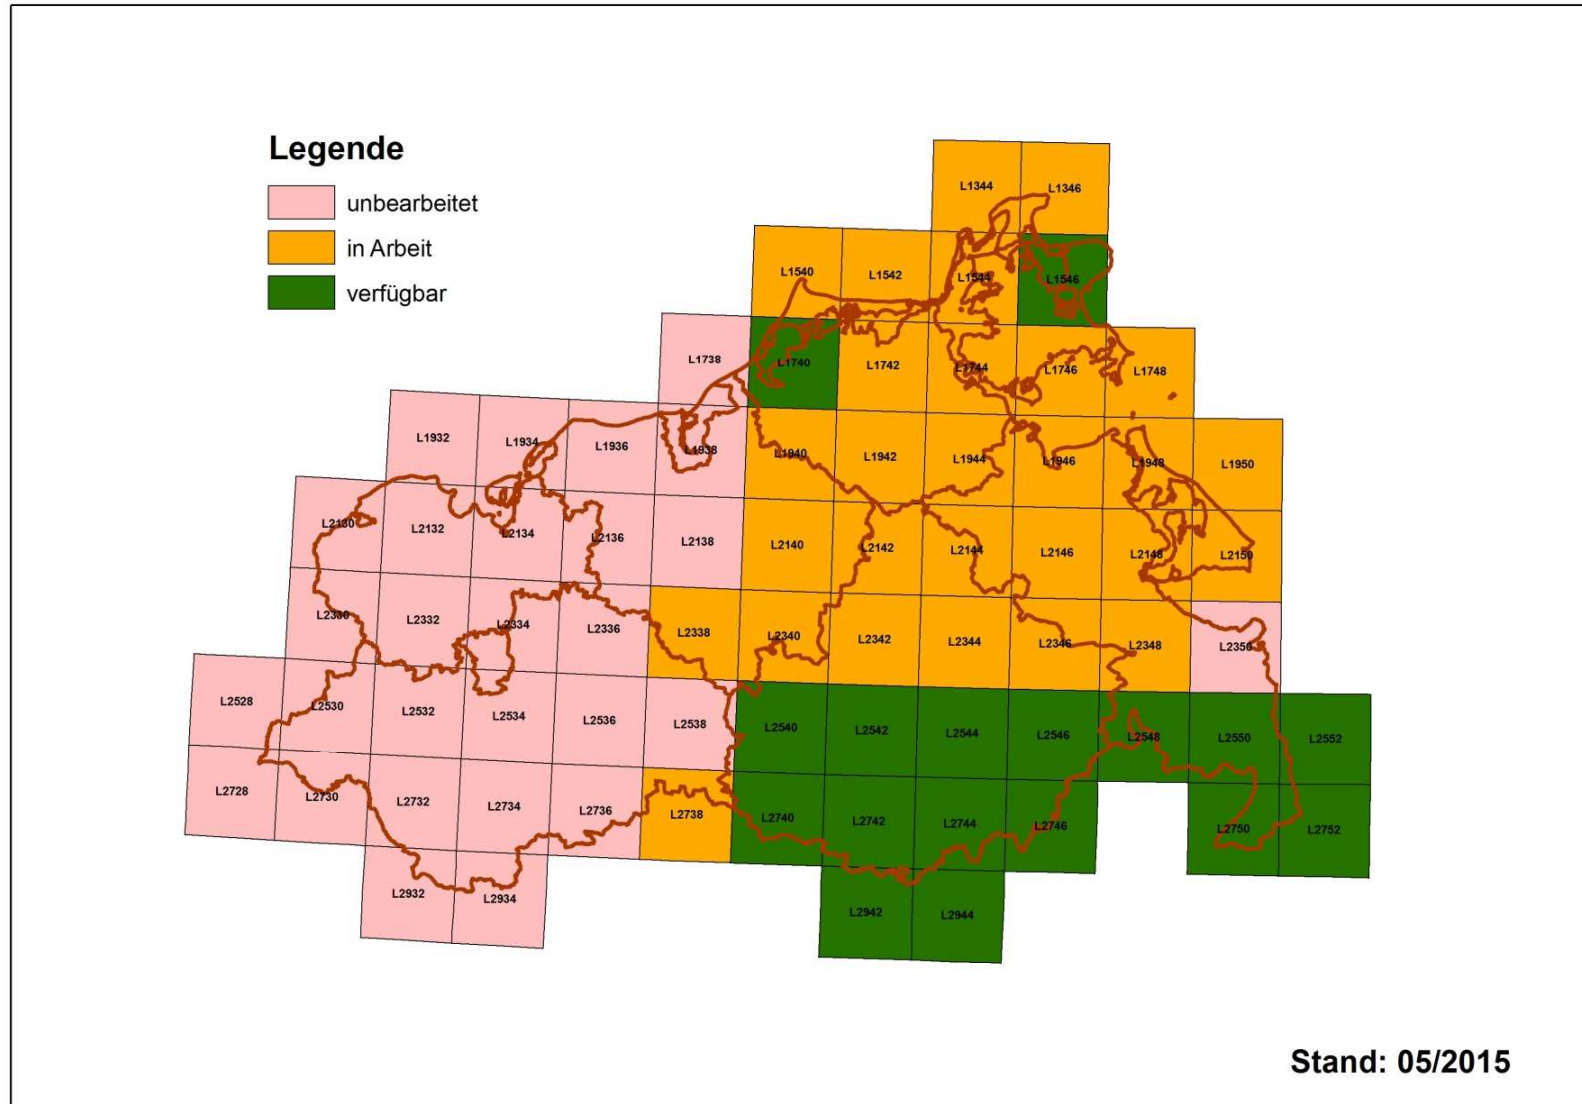 Legende
unbearbeitet
in Arbeit
verfügbar
L1344 L1346
L1540 L1542 L1544 L1546
L1738 L1740 L1742 L1744 L1746 L1748
L1932 L1934 L1936 L1938 L1940 L1942 L1944 L1946 L1948 L1950
L2130 L2132 L2134 L2136 L2138 L2140 L2142 L2144 L2146 L2148 L2150
L2330 L2332 L2334 L2336 L2338 L2340 L2342 L2344 L2346 L2348 L2350
L2528 L2530 L2532 L2534 L2536 L2538 L2540 L2542 L2544 L2546 L2548 L2550 L2552
L2728 L2730 L2732 L2734 L2736 L2738 L2740 L2742 L2744 L2746 L2750 L2752
L2932 L2934 L2942 L2944
Stand: 05/2015